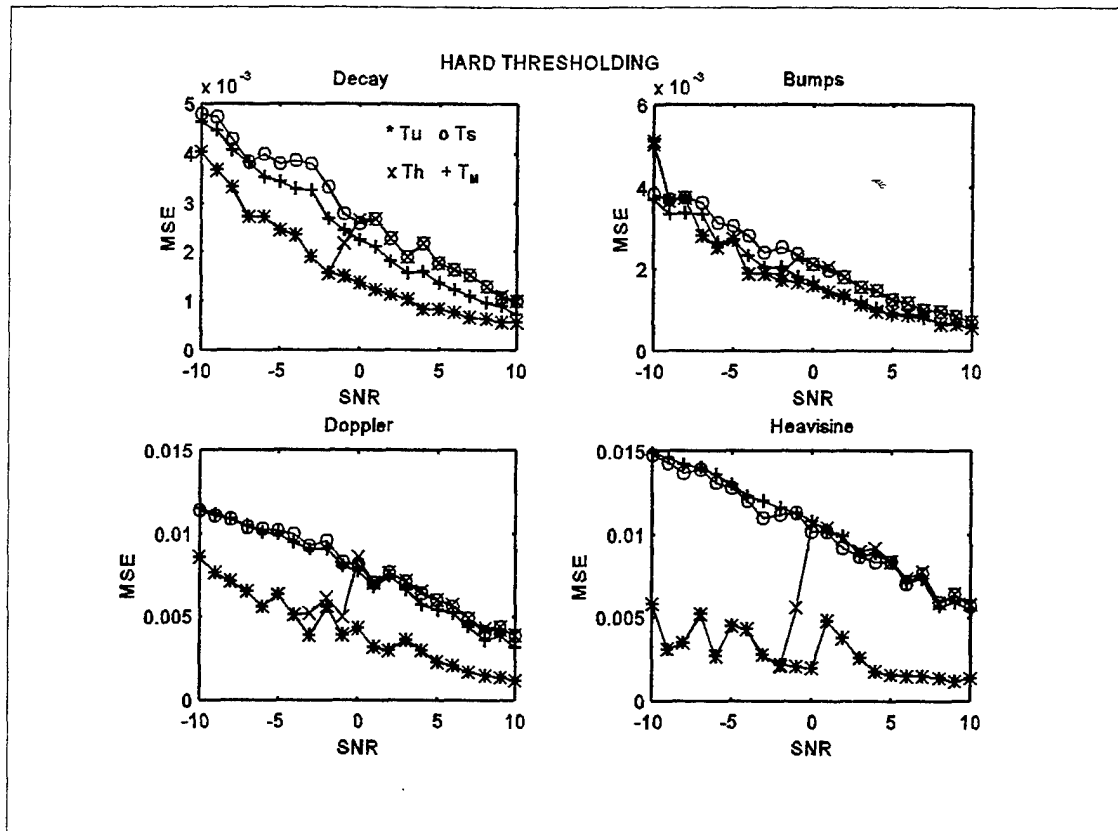 HARD THRESHOLDING
x 10⁻³
Decay
5
4
3
2
1
0
MSE
* Tu o Ts
x Th + T_M
-10 -5 0 5 10
SNR
x 10⁻³
Bumps
6
4
2
0
MSE
-10 -5 0 5 10
SNR
Doppler
0.015
0.01
0.005
0
MSE
-10 -5 0 5 10
SNR
Heavisine
0.015
0.01
0.005
0
MSE
-10 -5 0 5 10
SNR